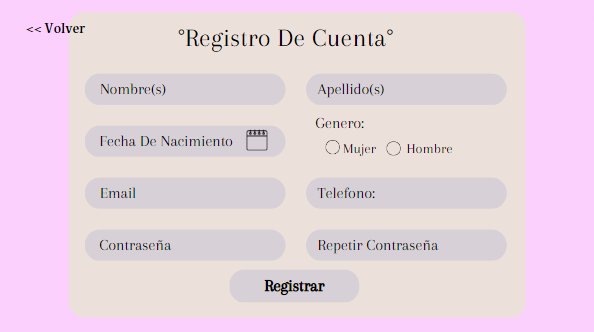 << Volver
°Registro De Cuenta°
Nombre(s)
Apellido(s)
Genero:
Fecha De Nacimiento
Mujer
Hombre
Email
Telefono:
Contraseña
Repetir Contraseña
Registrar